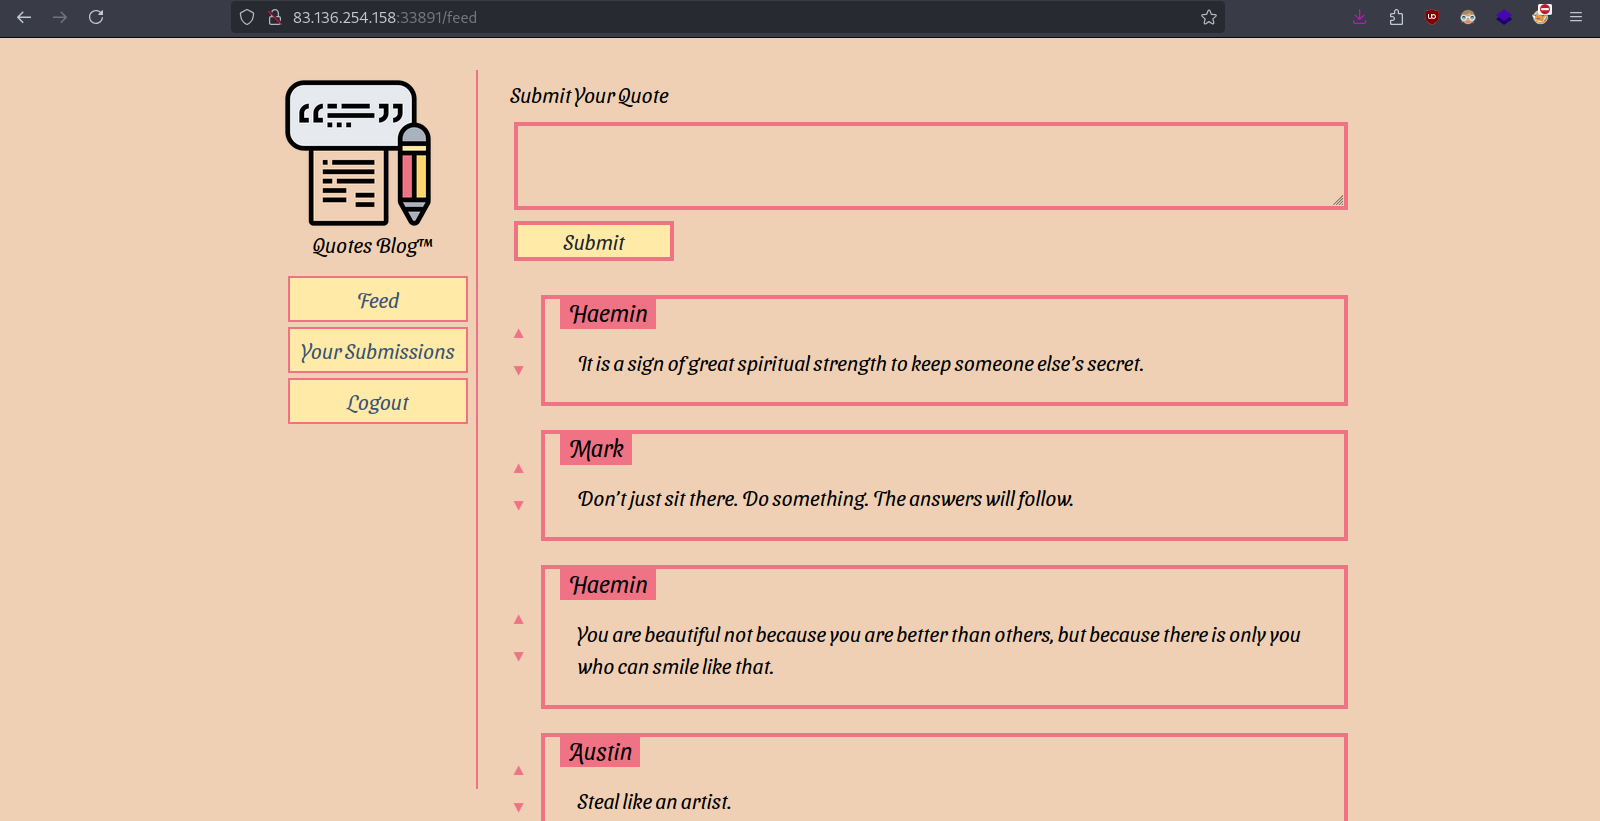 83.136.254.158:33891/feed
Quotes Blog™
Feed
Your Submissions
Logout
Submit Your Quote
Submit
Haemin
It is a sign of great spiritual strength to keep someone else's secret.
Mark
Don't just sit there. Do something. The answers will follow.
Haemin
You are beautiful not because you are better than others, but because there is only you
who can smile like that.
Austin
Steal like an artist.